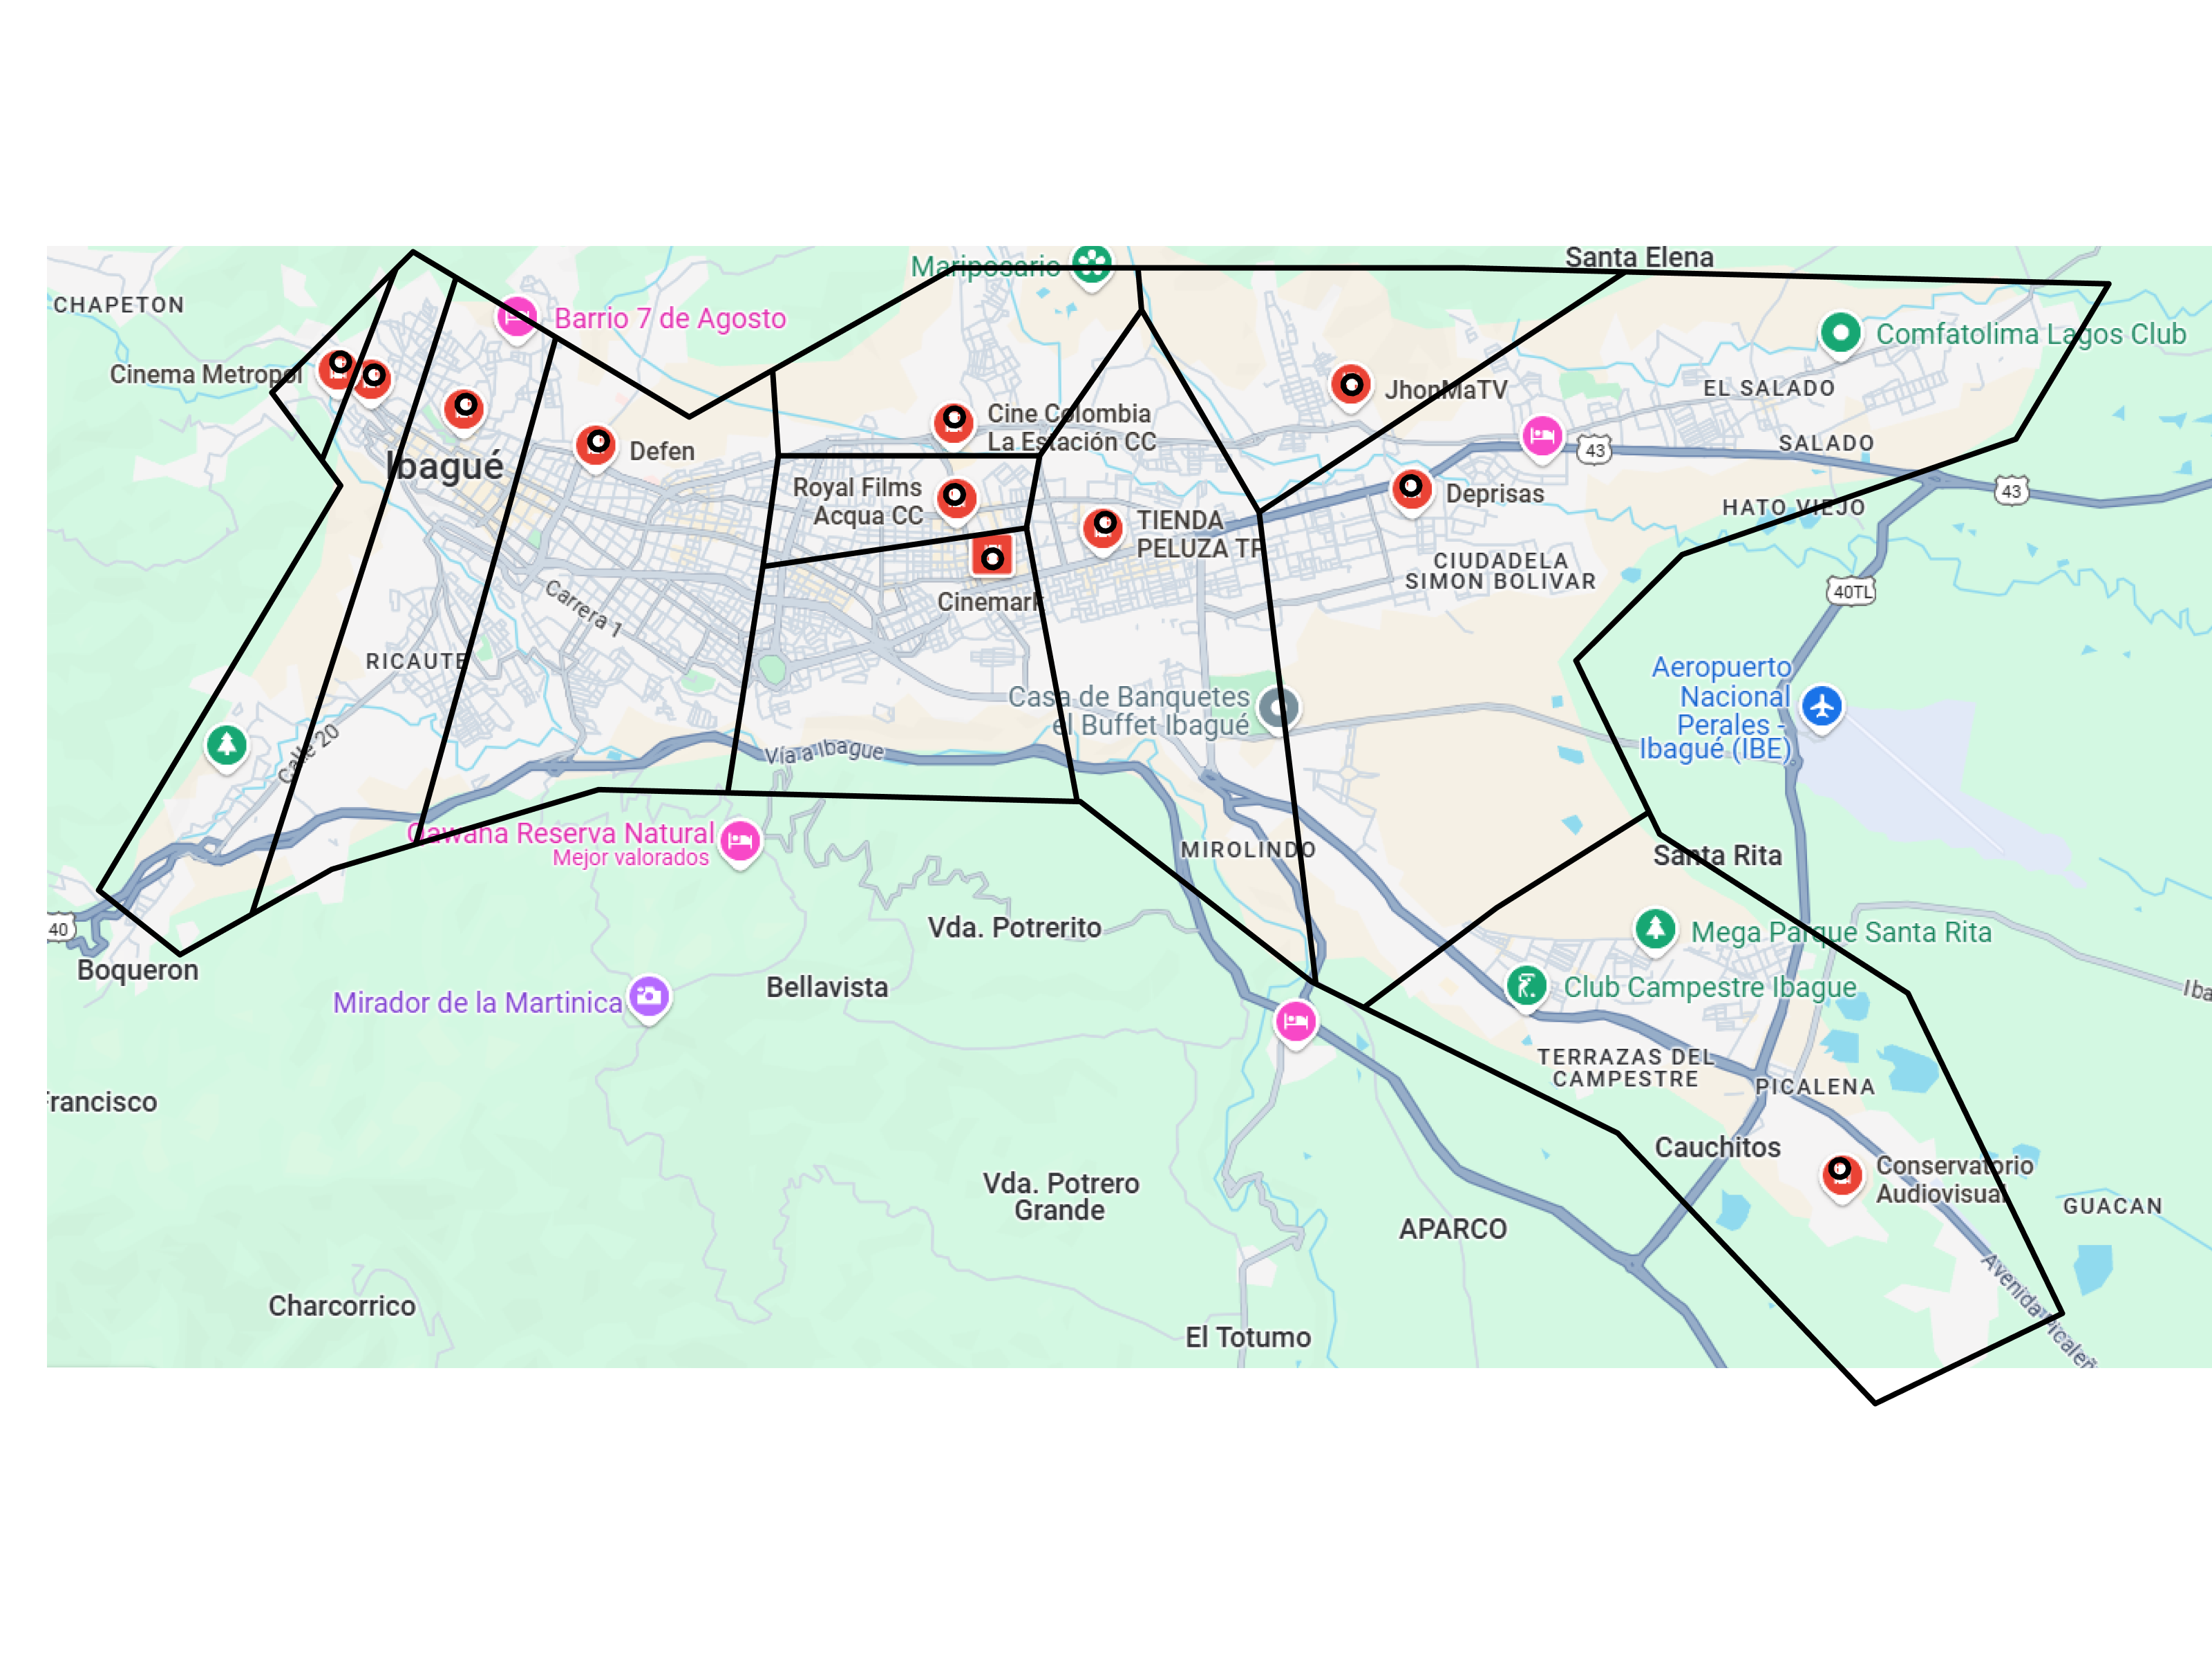 Santa Elena
Mariposario
CHAPETON
Barrio 7 de Agosto
Comfatolima Lagos Club
Cinema Metropol
JhonMaTV
EL SALADO
Cine Colombia
La Estación CC
SALADO
43
Defen
Ibagué
Royal Films
Acqua CC
Deprisas
43
HATO VIEJO
TIENDA
PELUZA TP
CIUDADELA
SIMON BOLIVAR
40TL
Cinemark
Carrera 1
RICAUTE
Aeropuerto
Nacional
Perales -
Ibagué (IBE)
Casa de Banquetes
el Buffet Ibagué
Calle 20
Vía a Ibague
Qawana Reserva Natural
Mejor valorados
MIROLINDO
Santa Rita
40
Vda. Potrerito
Mega Parque Santa Rita
Boqueron
Bellavista
Club Campestre Ibague
Iba
Mirador de la Martinica
TERRAZAS DEL
CAMPESTRE
PICALENA
Francisco
Cauchitos
Conservatorio
Audiovisual
Vda. Potrero
Grande
GUACAN
APARCO
Charcorrico
El Totumo
Avenida Picaleñ